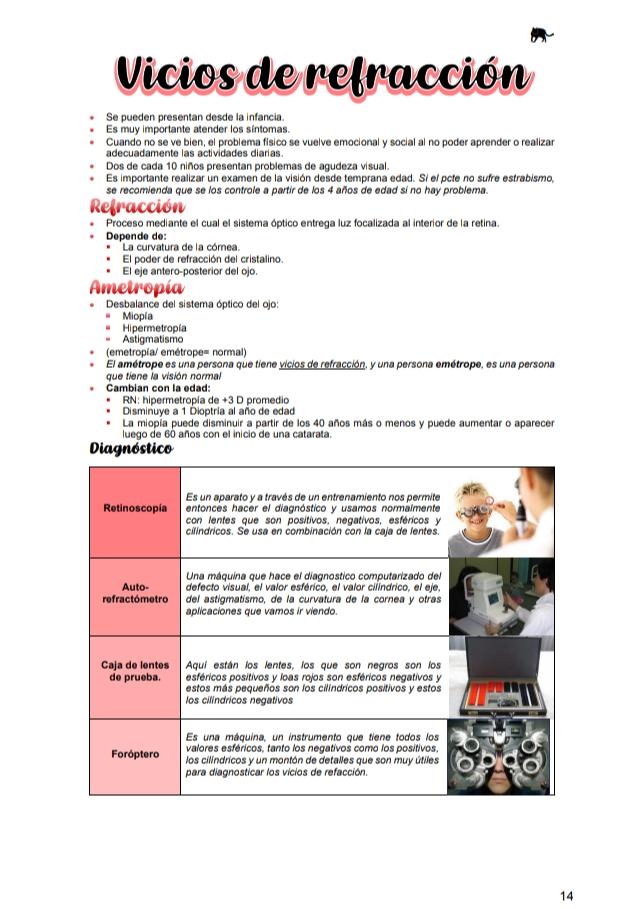 Vicios de refracción
• Se pueden presentan desde la infancia.
• Es muy importante atender los síntomas.
• Cuando no se ve bien, el problema físico se vuelve emocional y social al no poder aprender o realizar
adecuadamente las actividades diarias.
• Dos de cada 10 niños presentan problemas de agudeza visual.
• Es importante realizar un examen de la visión desde temprana edad. Si el pcte no sufre estrabismo,
se recomienda que se los controle a partir de los 4 años de edad si no hay problema.
Refracción
• Proceso mediante el cual el sistema óptico entrega luz focalizada al interior de la retina.
• Depende de:
▪ La curvatura de la córnea.
▪ El poder de refracción del cristalino.
▪ El eje antero-posterior del ojo.
Ametropía
• Desbalance del sistema óptico del ojo:
▪ Miopía
▪ Hipermetropía
▪ Astigmatismo
• (emetropía/ emétrope= normal)
• El amétrope es una persona que tiene vicios de refracción, y una persona emétrope, es una persona
que tiene la visión normal
• Cambian con la edad:
▪ RN: hipermetropía de +3 D promedio
▪ Disminuye a 1 Dioptría al año de edad
▪ La miopía puede disminuir a partir de los 40 años más o menos y puede aumentar o aparecer
luego de 60 años con el inicio de una catarata.
Diagnóstico
Retinoscopía
Es un aparato y a través de un entrenamiento nos permite
entonces hacer el diagnóstico y usamos normalmente
con lentes que son positivos, negativos, esféricos y
cilíndricos. Se usa en combinación con la caja de lentes.
Auto-
refractómetro
Una máquina que hace el diagnostico computarizado del
defecto visual, el valor esférico, el valor cilíndrico, el eje,
del astigmatismo, de la curvatura de la cornea y otras
aplicaciones que vamos ir viendo.
Caja de lentes
de prueba.
Aquí están los lentes, los que son negros son los
esféricos positivos y loas rojos son esféricos negativos y
estos más pequeños son los cilíndricos positivos y estos
los cilíndricos negativos
Foróptero
Es una máquina, un instrumento que tiene todos los
valores esféricos, tanto los negativos como los positivos,
los cilíndricos y un montón de detalles que son muy útiles
para diagnosticar los vicios de refacción.
14